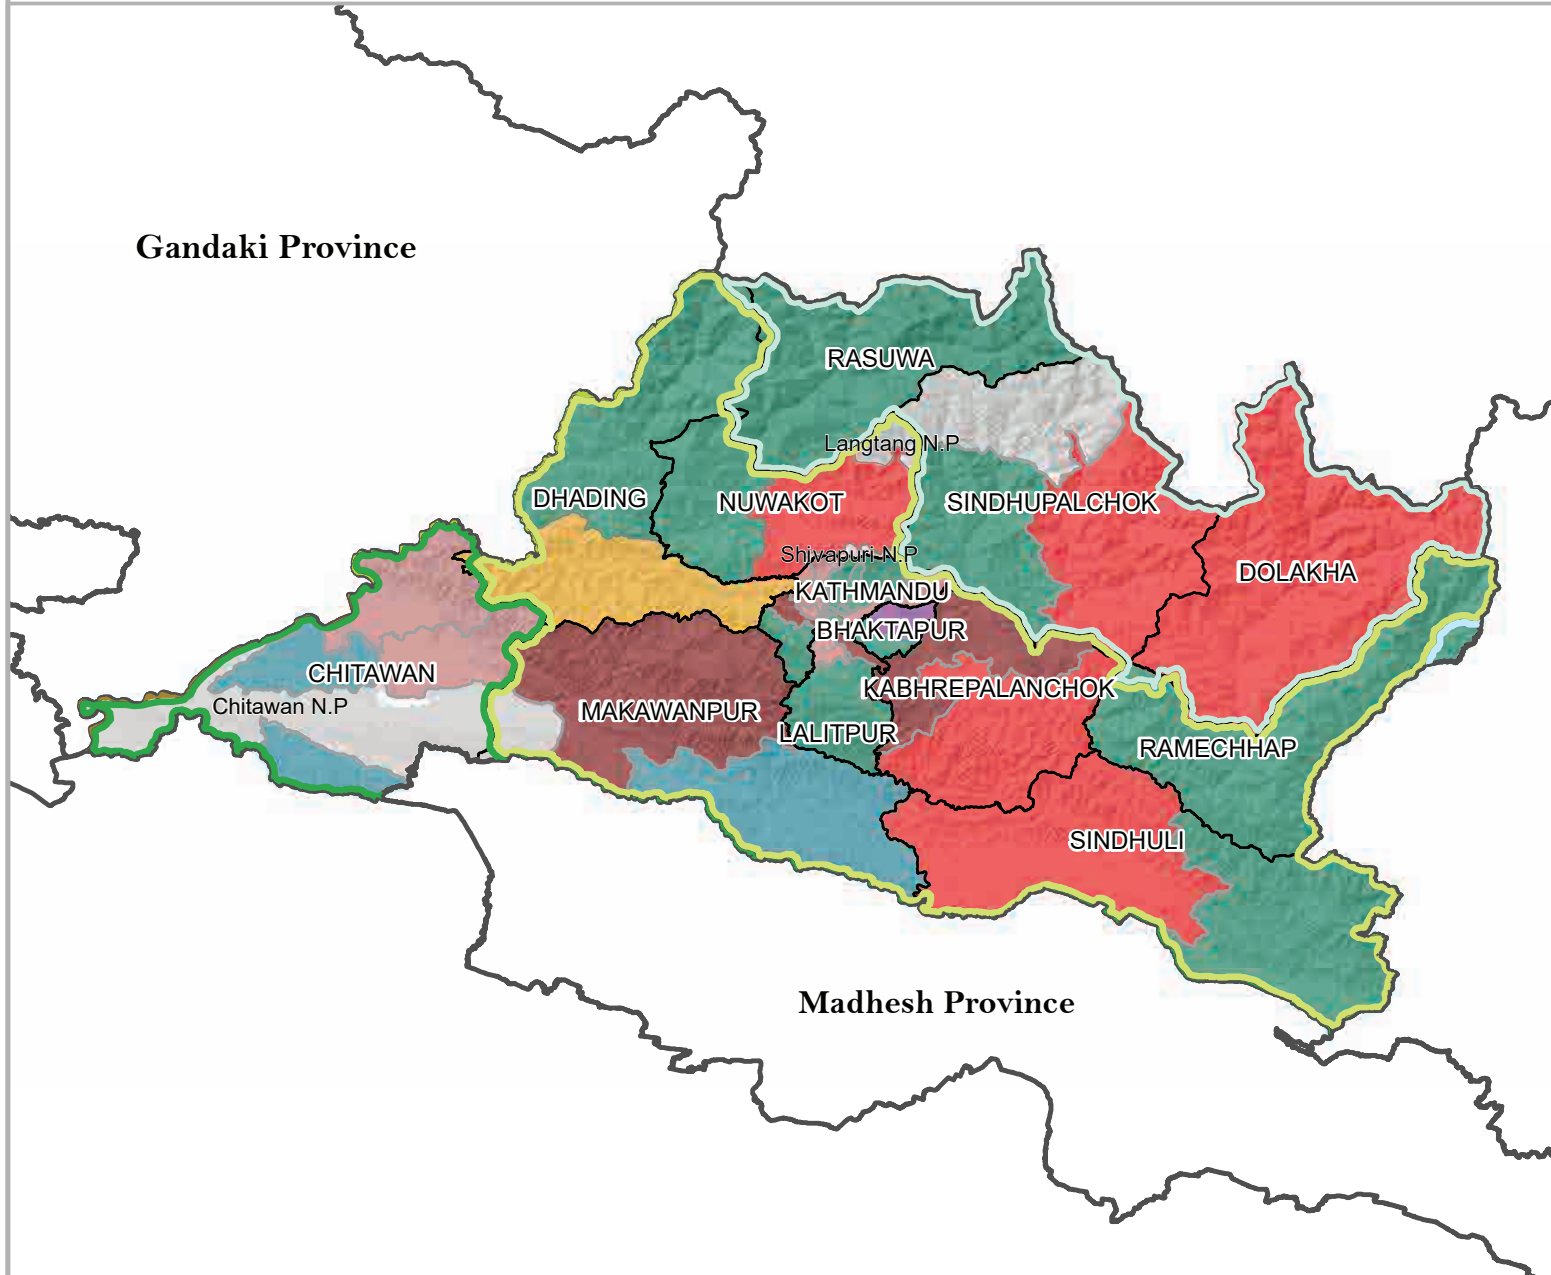 Gandaki Province
RASUWA
Langtang N.P
DHADING
NUWAKOT
SINDHUPALCHOK
Shivapuri N.P
DOLAKHA
KATHMANDU
BHAKTAPUR
CHITAWAN
KABHREPALANCHOK
Chitawan N.P
MAKAWANPUR
LALITPUR
RAMECHHAP
SINDHULI
Madhesh Province